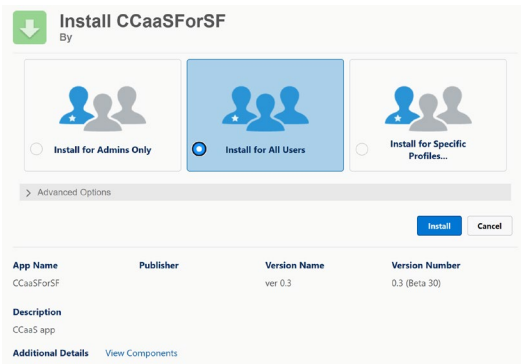 Install CCaaSForSF
By
Install for Admins Only
Install for All Users
Install for Specific
Profiles...
Advanced Options
Install
Cancel
App Name
Publisher
Version Name
Version Number
CCaaSForSF
ver 0.3
0.3 (Beta 30)
Description
CCaaS app
Additional Details
View Components